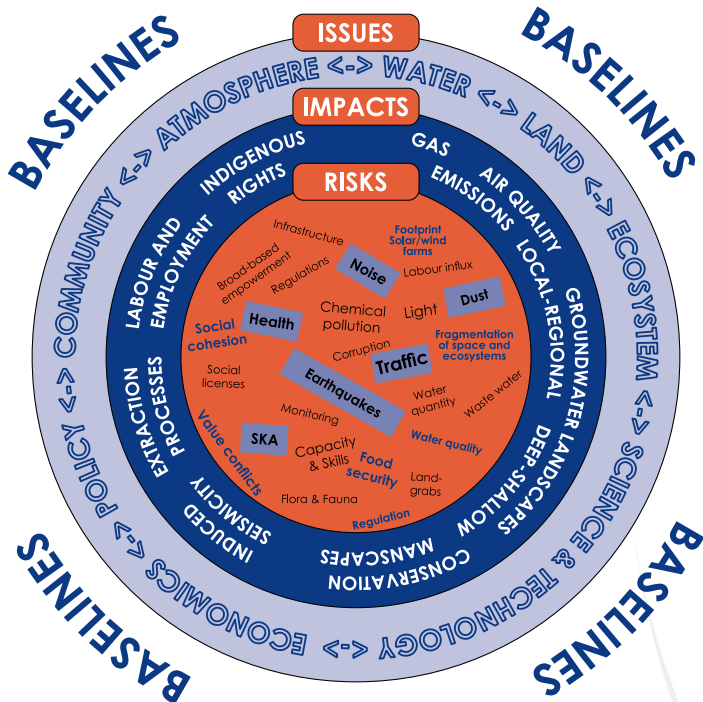 BASELINES
BASELINES
BASELINES
BASELINES
ISSUES
ATMOSPHERE <-> WATER <-> LAND <-> ECOSYSTEM <-> SCIENCE & TECHNOLOGY <-> ECONOMICS <-> POLICY <-> COMMUNITY <->
IMPACTS
GAS
EMISSIONS
AIR QUALITY
LOCAL-REGIONAL
GROUNDWATER LANDSCAPES
DEEP-SHALLOW
CONSERVATION
MANSCAPES
INDUCED
SEISMICITY
EXTRACTION
PROCESSES
LABOUR AND
EMPLOYMENT
INDIGENOUS
RIGHTS
RISKS
Infrastructure
Footprint
Solar/wind
farms
Broad-based
empowerment
Regulations
Noise
Labour influx
Dust
Social
cohesion
Health
Chemical
pollution
Light
Fragmentation
of space and
ecosystems
Corruption
Traffic
Social
licenses
Earthquakes
Water
quantity
Waste water
Monitoring
Value conflicts
SKA
Capacity
& Skills
Water quality
Food
security
Land-
grabs
Flora & Fauna
Regulation